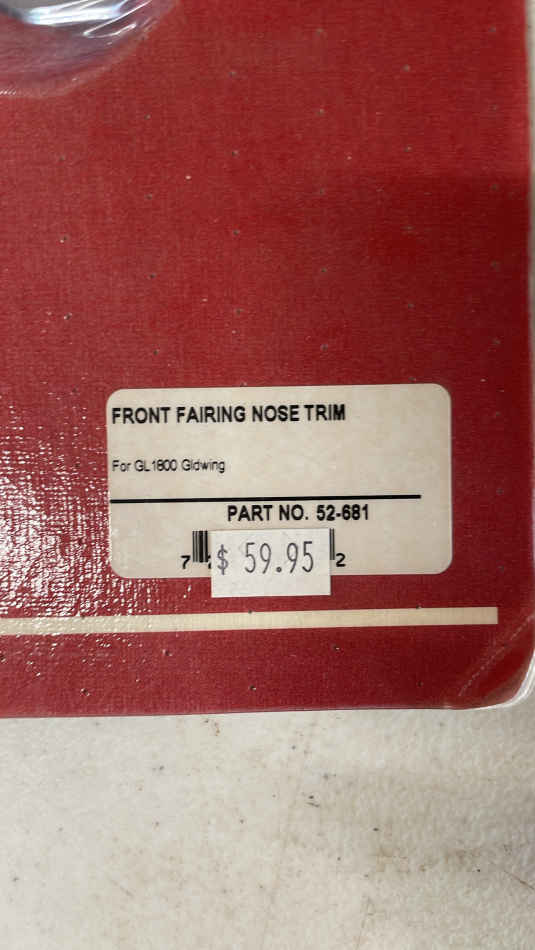 FRONT FAIRING NOSE TRIM
For GL1800 Gldwing
PART NO. 52-681
7 2
$ 59.95